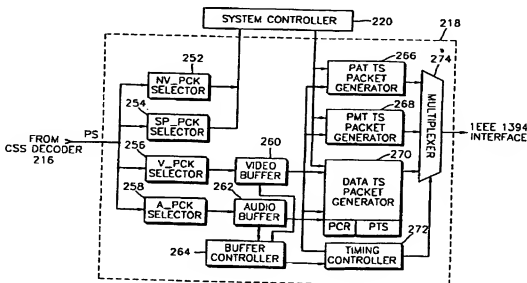 SYSTEM CONTROLLER
220
218
252
NV_PCK
SELECTOR
254
SP_PCK
SELECTOR
FROM
CSS DECODER
216
PS
256
V_PCK
SELECTOR
258
A_PCK
SELECTOR
260
VIDEO
BUFFER
262
AUDIO
BUFFER
264
BUFFER
CONTROLLER
266
PAT TS
PACKET
GENERATOR
268
PMT TS
PACKET
GENERATOR
270
DATA TS
PACKET
GENERATOR
PCR
PTS
272
TIMING
CONTROLLER
274
MULTIPLEXER
IEEE 1394
INTERFACE